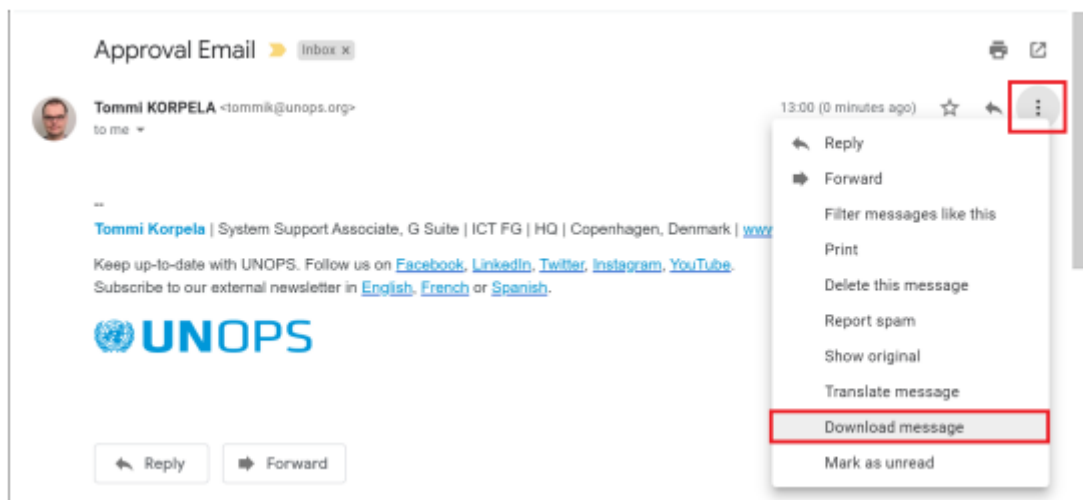 Approval Email Inbox x
Tommi KORPELA <tommik@unops.org> 13:00 (0 minutes ago)
to me
Reply
Forward
Filter messages like this
Print
Delete this message
Report spam
Show original
Translate message
Download message
Mark as unread
--
Tommi Korpela | System Support Associate, G Suite | ICT FG | HQ | Copenhagen, Denmark | www
Keep up-to-date with UNOPS. Follow us on Facebook, LinkedIn, Twitter, Instagram, YouTube.
Subscribe to our external newsletter in English, French or Spanish.
UNOPS
Reply Forward